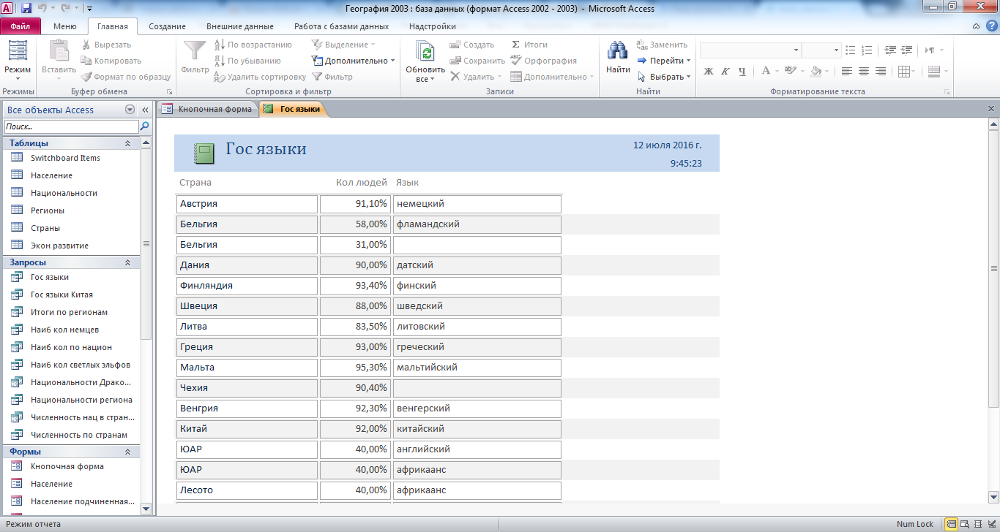 География 2003 : база данных (формат Access 2002 - 2003) - Microsoft Access
Файл Меню Главная Создание Внешние данные Работа с базами данных Надстройки
Режим
Режимы
Вставить
Вырезать
Копировать
Формат по образцу
Буфер обмена
Фильтр
По возрастанию
По убыванию
Удалить сортировку
Выделение
Дополнительно
Фильтр
Сортировка и фильтр
Обновить
все
Создать
Сохранить
Удалить
Итоги
Орфография
Дополнительно
Записи
Найти
Заменить
Перейти
Выбрать
Найти
Ж К Ч
Форматирование текста
Все объекты Access
Поиск...
Таблицы
Switchboard Items
Население
Национальности
Регионы
Страны
Экон развитие
Запросы
Гос языки
Гос языки Китая
Итоги по регионам
Наиб кол немцев
Наиб кол по национ
Наиб кол светлых эльфов
Национальности Драко...
Национальности региона
Численность нац в стран...
Численность по странам
Формы
Кнопочная форма
Население
Население подчиненная...
Кнопочная форма Гос языки
Гос языки
12 июля 2016 г.
9:45:23
Страна Кол людей Язык
Австрия 91,10% немецкий
Бельгия 58,00% фламандский
Бельгия 31,00%
Дания 90,00% датский
Финляндия 93,40% финский
Швеция 88,00% шведский
Литва 83,50% литовский
Греция 93,00% греческий
Мальта 95,30% мальтийский
Чехия 90,40%
Венгрия 92,30% венгерский
Китай 92,00% китайский
ЮАР 40,00% английский
ЮАР 40,00% африкаанс
Лесото 40,00% африкаанс
Режим отчета
Num Lock